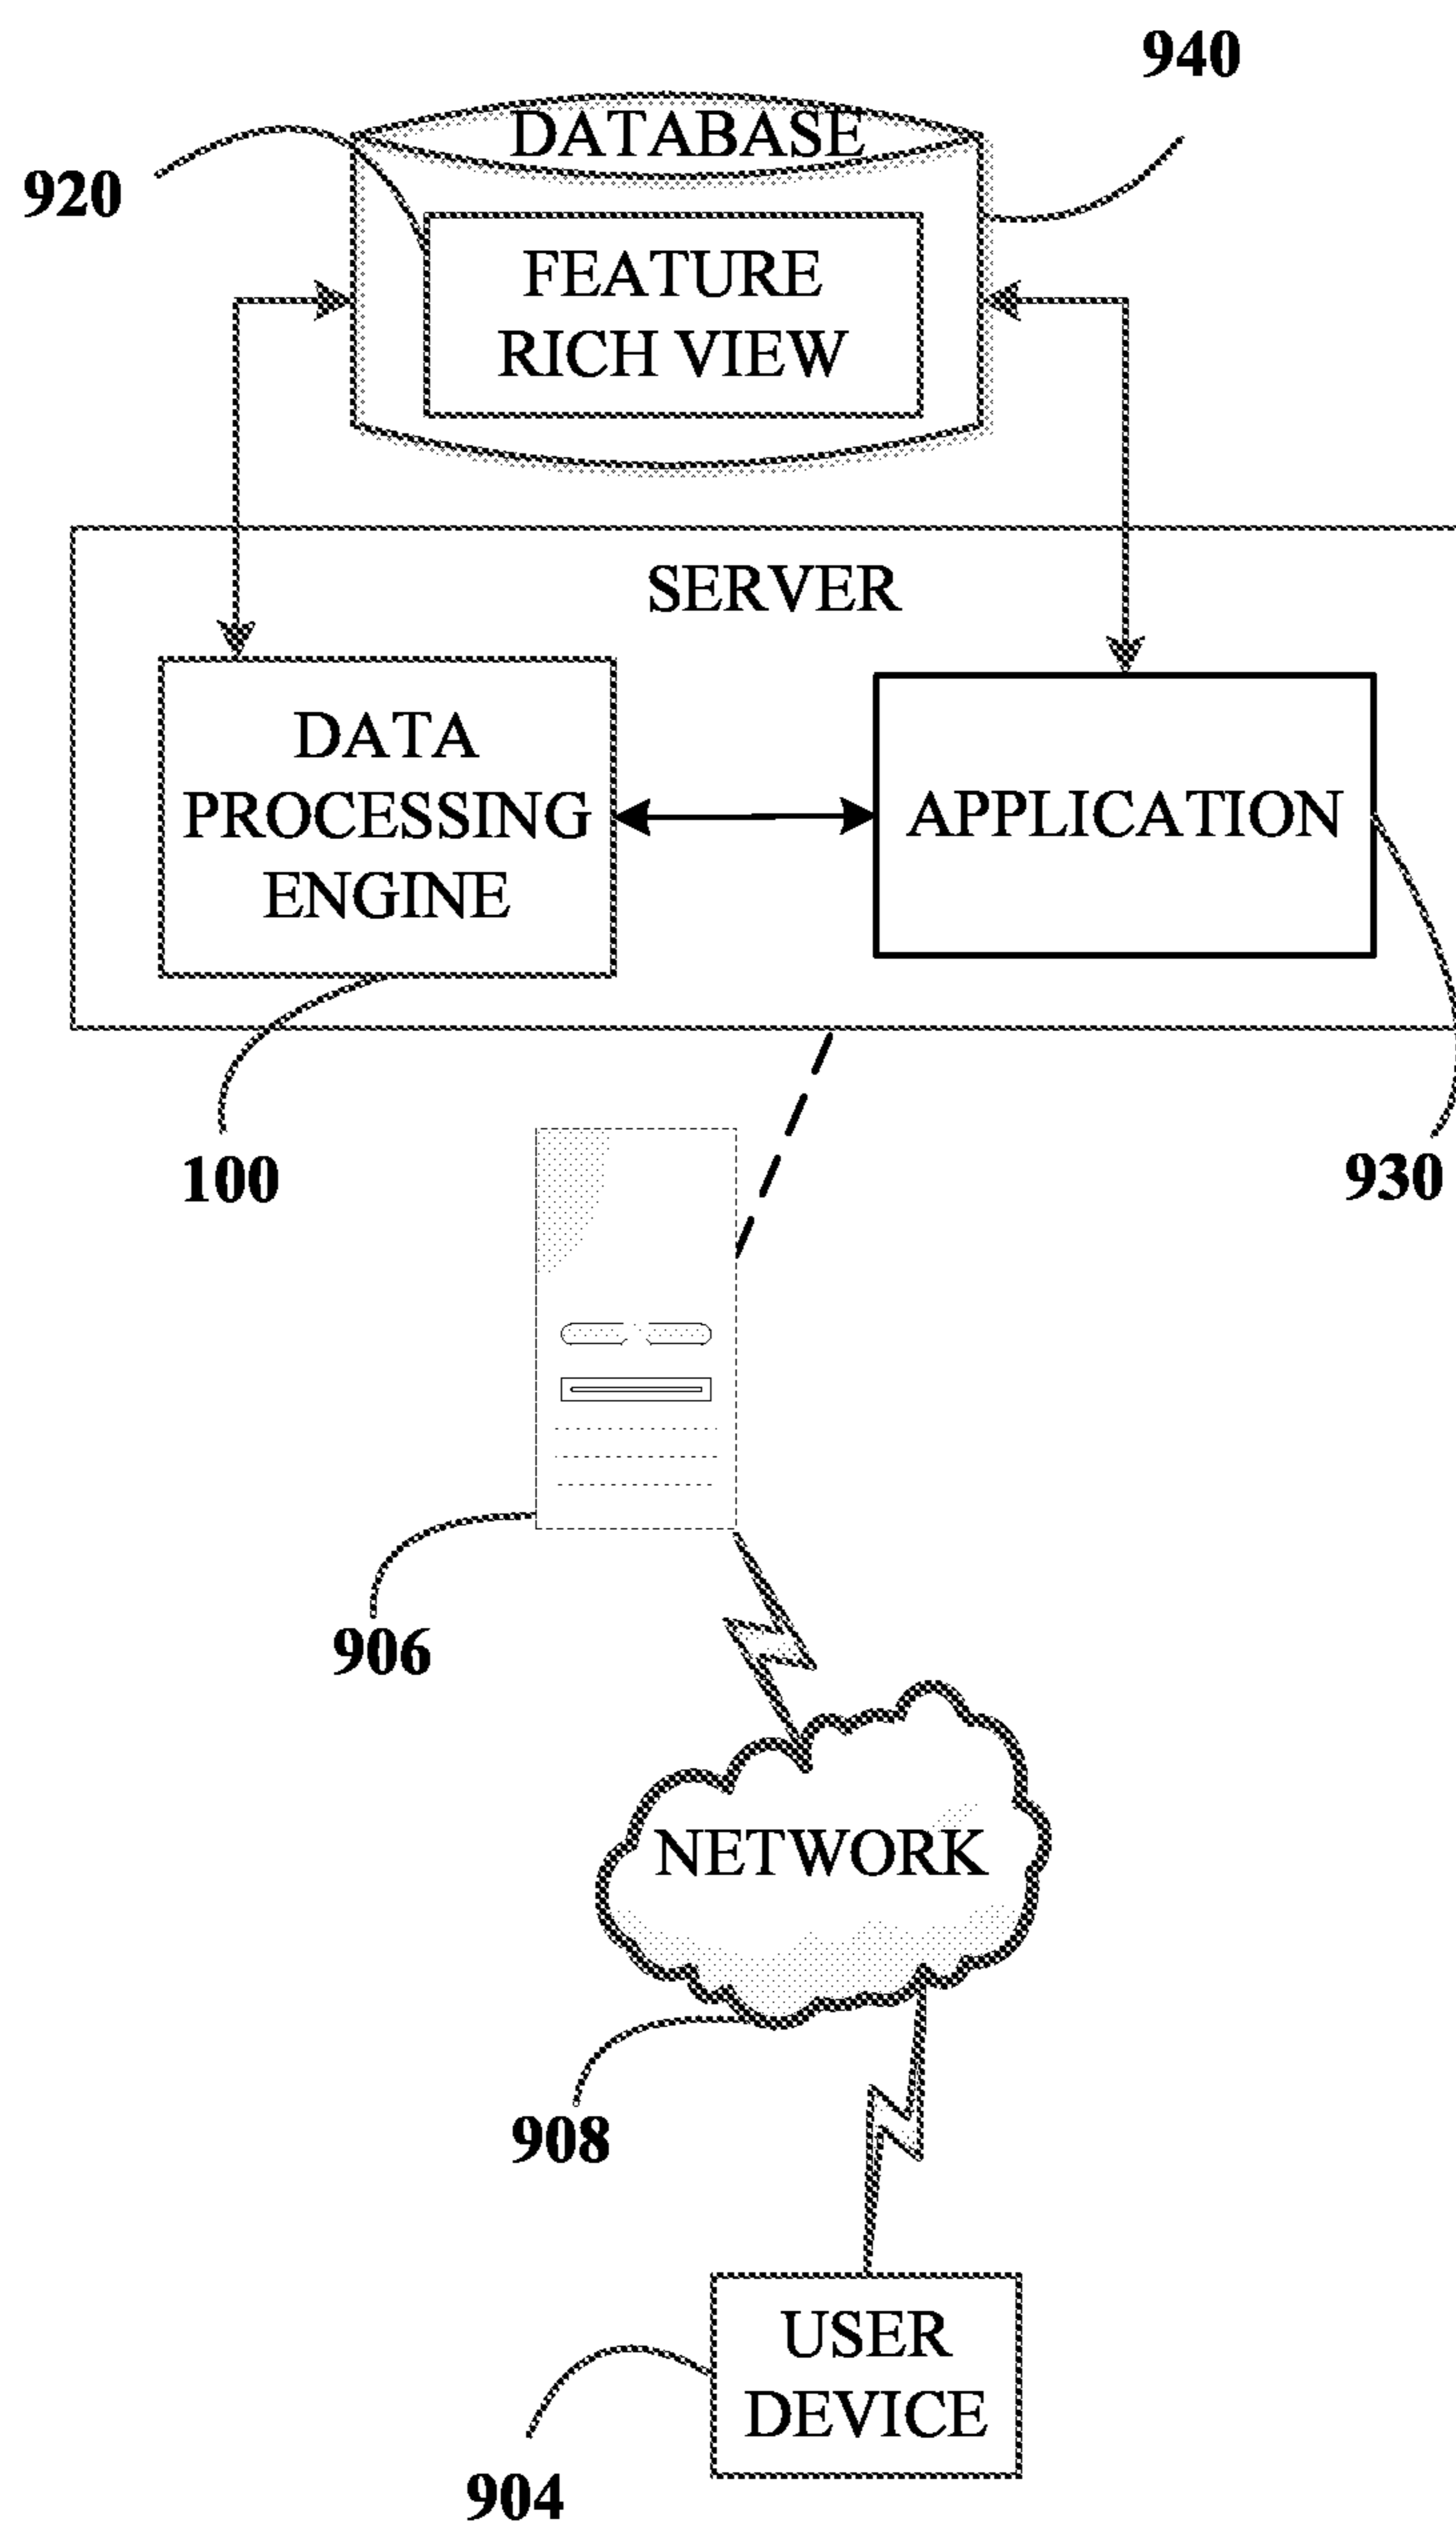 940
DATABASE
920
FEATURE
RICH VIEW
SERVER
DATA
PROCESSING
ENGINE
APPLICATION
100
930
906
NETWORK
908
USER
DEVICE
904